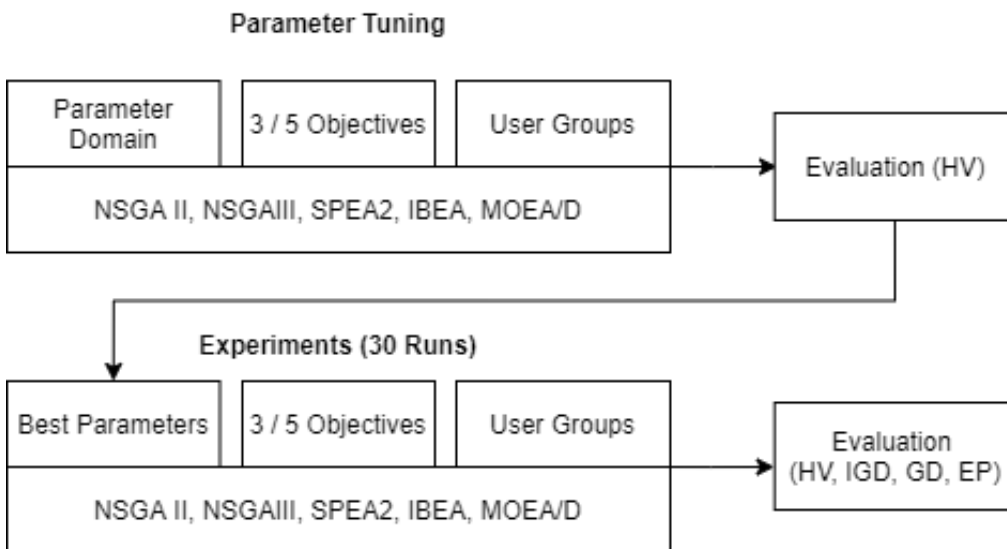 Parameter Tuning
Parameter
Domain
3 / 5 Objectives
User Groups
NSGA II, NSGAIII, SPEA2, IBEA, MOEA/D
Evaluation (HV)
Experiments (30 Runs)
Best Parameters
3 / 5 Objectives
User Groups
NSGA II, NSGAIII, SPEA2, IBEA, MOEA/D
Evaluation
(HV, IGD, GD, EP)